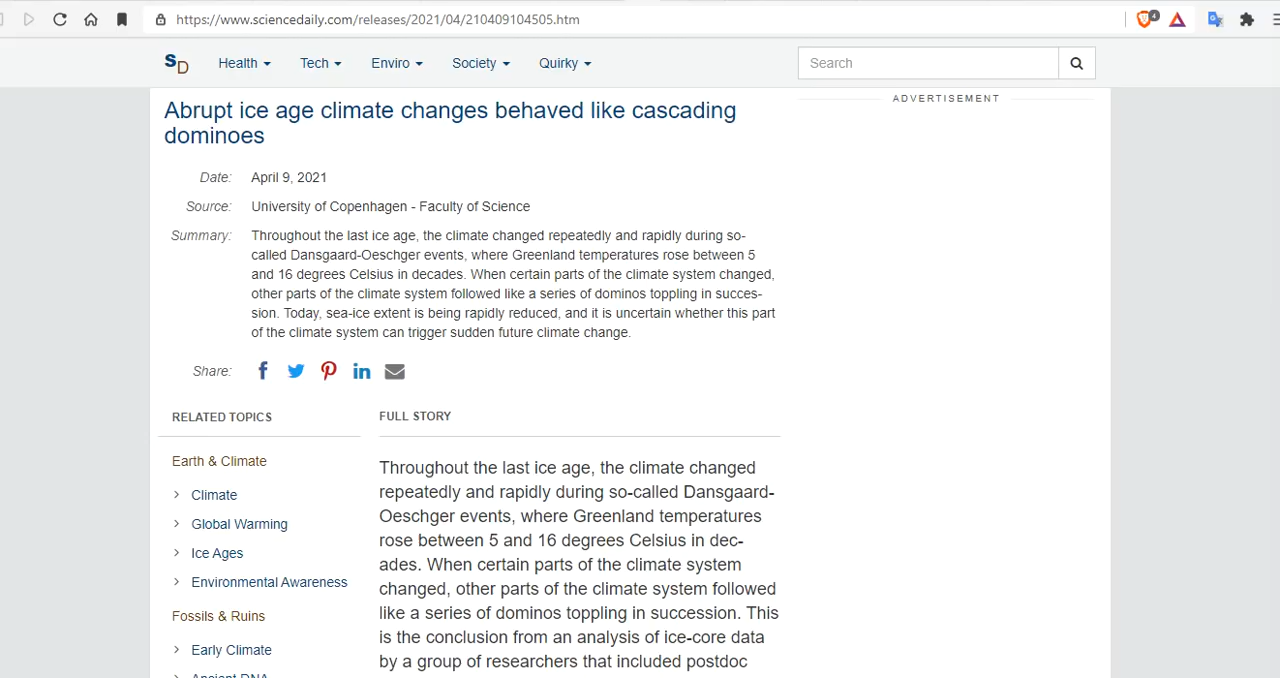 https://www.sciencedaily.com/releases/2021/04/210409104505.htm
4
SD
Health Tech Enviro Society Quirky
Search
ADVERTISEMENT
Abrupt ice age climate changes behaved like cascading
dominoes
Date: April 9, 2021
Source: University of Copenhagen - Faculty of Science
Summary: Throughout the last ice age, the climate changed repeatedly and rapidly during so-
called Dansgaard-Oeschger events, where Greenland temperatures rose between 5
and 16 degrees Celsius in decades. When certain parts of the climate system changed,
other parts of the climate system followed like a series of dominos toppling in succes-
sion. Today, sea-ice extent is being rapidly reduced, and it is uncertain whether this part
of the climate system can trigger sudden future climate change.
Share:
RELATED TOPICS
Earth & Climate
Climate
Global Warming
Ice Ages
Environmental Awareness
Fossils & Ruins
Early Climate
Ancient DNA
FULL STORY
Throughout the last ice age, the climate changed
repeatedly and rapidly during so-called Dansgaard-
Oeschger events, where Greenland temperatures
rose between 5 and 16 degrees Celsius in dec-
ades. When certain parts of the climate system
changed, other parts of the climate system followed
like a series of dominos toppling in succession. This
is the conclusion from an analysis of ice-core data
by a group of researchers that included postdoc